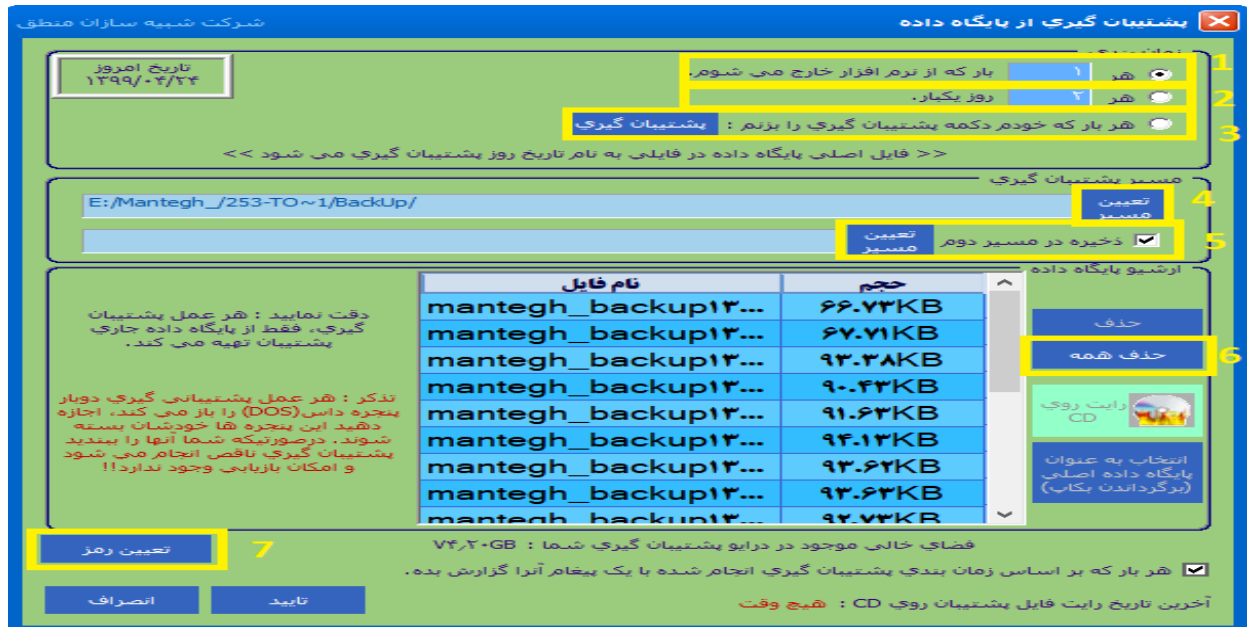 پشتیبان گیری از پایگاه داده
شرکت شبیه سازان منطق
زمان بندی
تاریخ امروز
۱۳۹۹/۰۴/۲۴
هر ۱ بار که از نرم افزار خارج می شوم.
1
هر ۲ روز یکبار.
2
هر بار که خودم دکمه پشتیبان گیری را بزنم : پشتیبان گیری
3
<< فایل اصلی پایگاه داده در فایلی به نام تاریخ روز پشتیبان گیری می شود >>
مسیر پشتیبان گیری
تعیین مسیر
E:/Mantegh_/253-TO~1/BackUp/
4
ذخیره در مسیر دوم
تعیین مسیر
5
ارشیو پایگاه داده
حجم
نام فایل
۶۶.۷۳KB mantegh_backup۱۳...
۶۷.۷۱KB mantegh_backup۱۳...
۹۳.۳۸KB mantegh_backup۱۳...
۹۰.۴۳KB mantegh_backup۱۳...
۹۱.۶۳KB mantegh_backup۱۳...
۹۴.۱۳KB mantegh_backup۱۳...
۹۳.۶۲KB mantegh_backup۱۳...
۹۳.۶۳KB mantegh_backup۱۳...
۹۲.۷۳KB mantegh_backup۱۳...
حذف
حذف همه
6
رایت روی
CD
انتخاب به عنوان
پایگاه داده اصلی
(برگرداندن بکاپ)
دقت نمایید : هر عمل پشتیبان
گیری، فقط از پایگاه داده جاری
پشتیبان تهیه می کند.
تذکر : هر عمل پشتیبانی گیری دوبار
پنجره داس(DOS) را باز می کند، اجازه
دهید این پنجره ها خودشان بسته
شوند. درصورتیکه شما آنها را ببندید
پشتیبان گیری ناقص انجام می شود
و امکان بازیابی وجود ندارد!!
فضای خالی موجود در درایو پشتیبان گیری شما : ۷۴٫۲۰GB
7
تعیین رمز
هر بار که بر اساس زمان بندی پشتیبان گیری انجام شده با یک پیغام آنرا گزارش بده.
آخرین تاریخ رایت فایل پشتیبان روی CD : هیچ وقت
تایید
انصراف